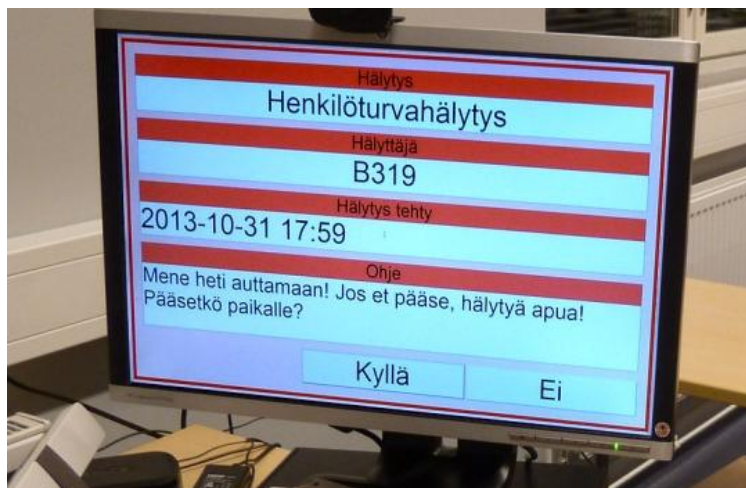 Hälytys
Henkilöturvahälytys
Hälyttäjä
B319
Hälytys tehty
2013-10-31 17:59
Ohje
Mene heti auttamaan! Jos et pääse, hälytyä apua!
Pääsetkö paikalle?
Kyllä Ei